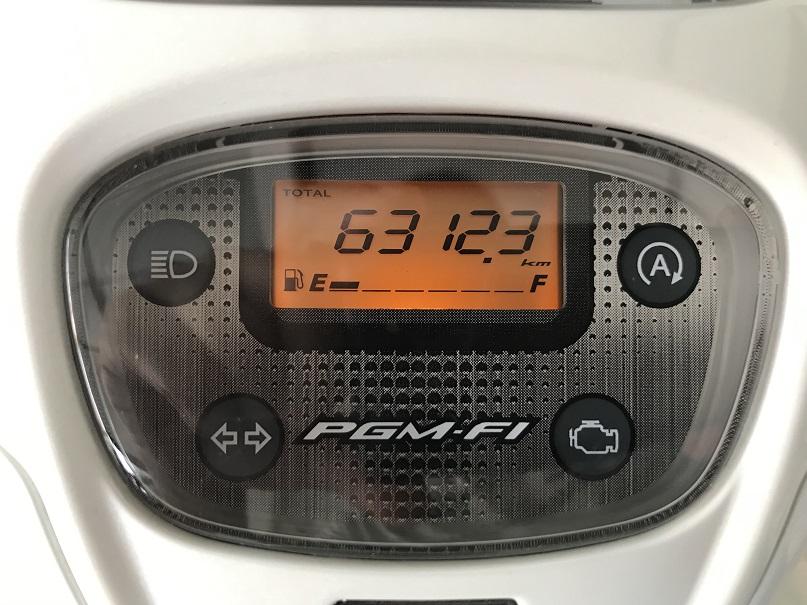 TOTAL
6312.3
km
E F
A
PGM-FI